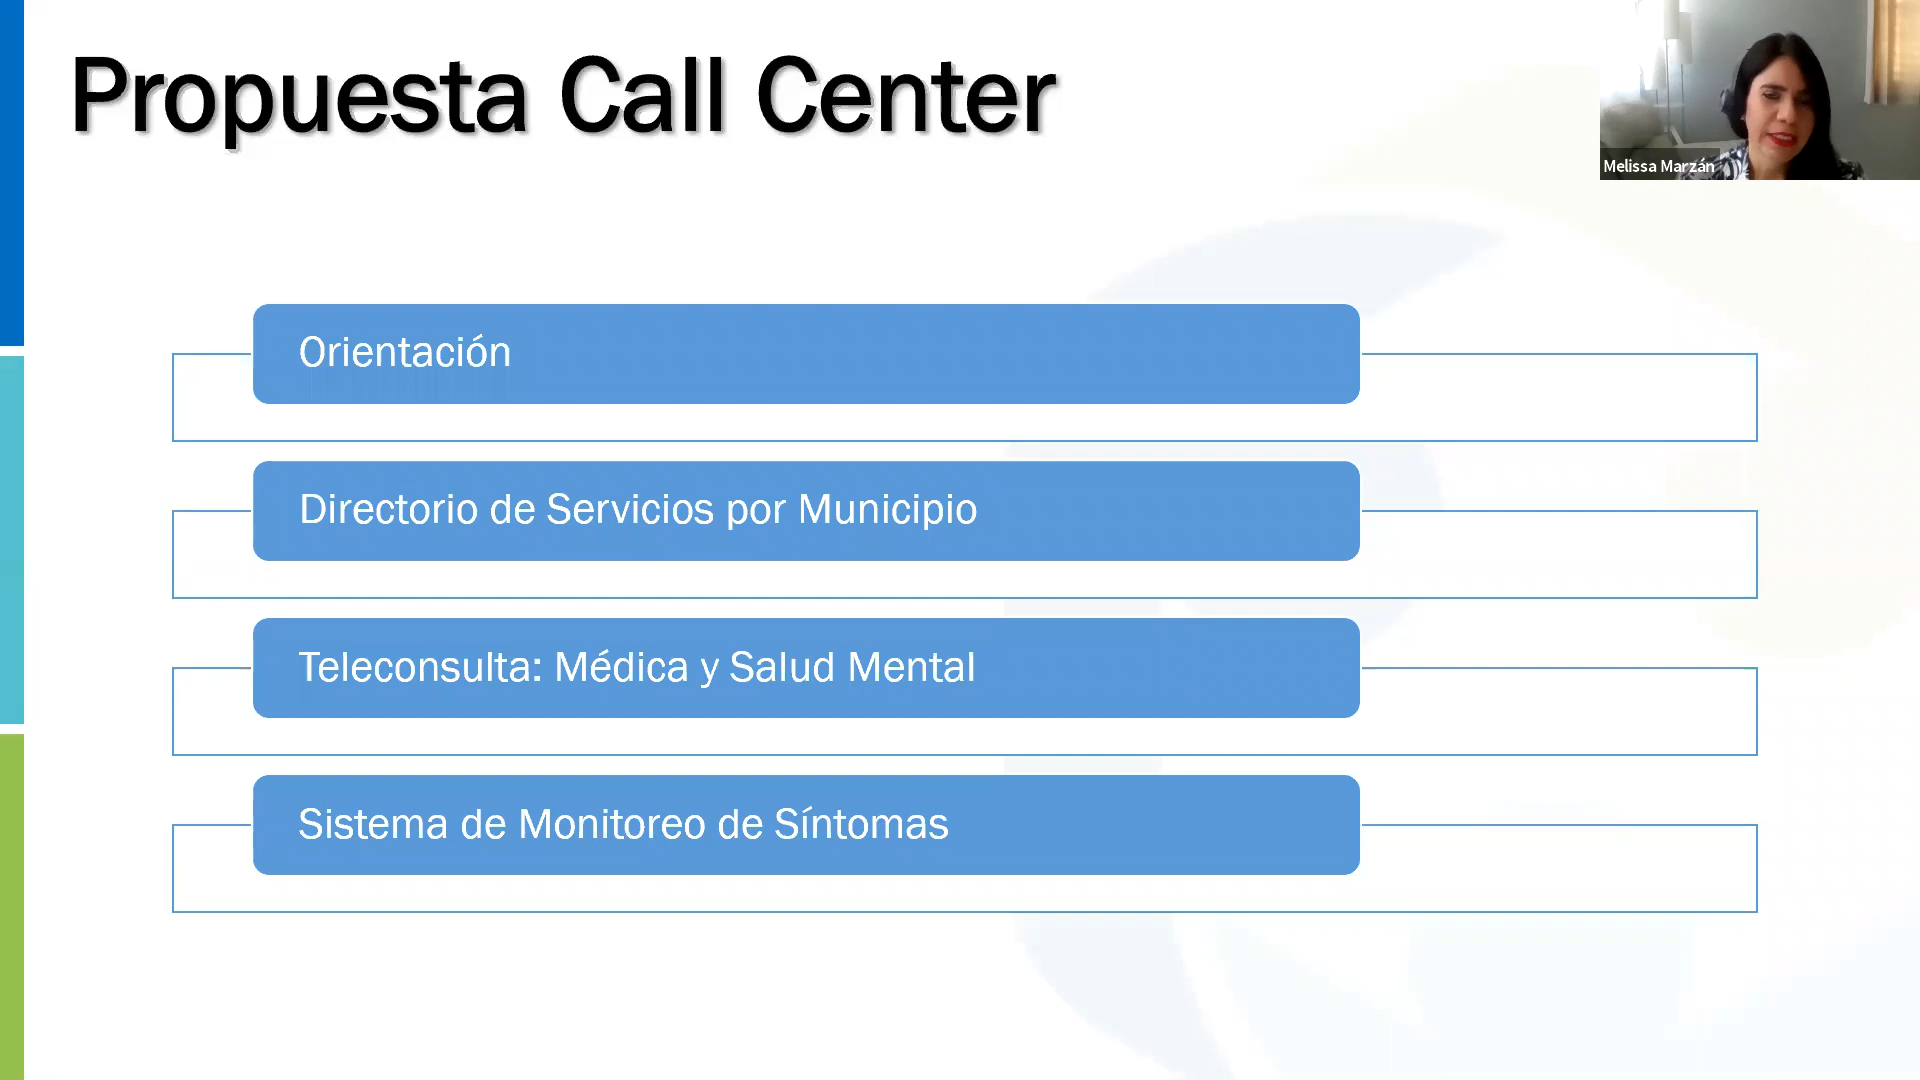 Propuesta Call Center
Melissa Marzán
Orientación
Directorio de Servicios por Municipio
Teleconsulta: Médica y Salud Mental
Sistema de Monitoreo de Síntomas